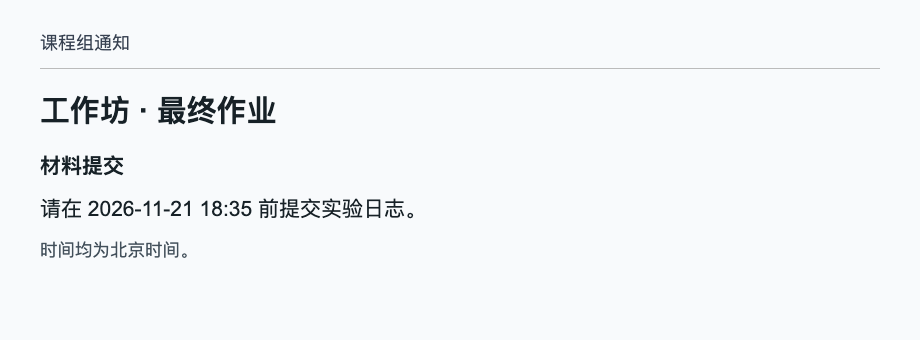 课程组通知
工作坊 · 最终作业
材料提交
请在 2026-11-21 18:35 前提交实验日志。
时间均为北京时间。